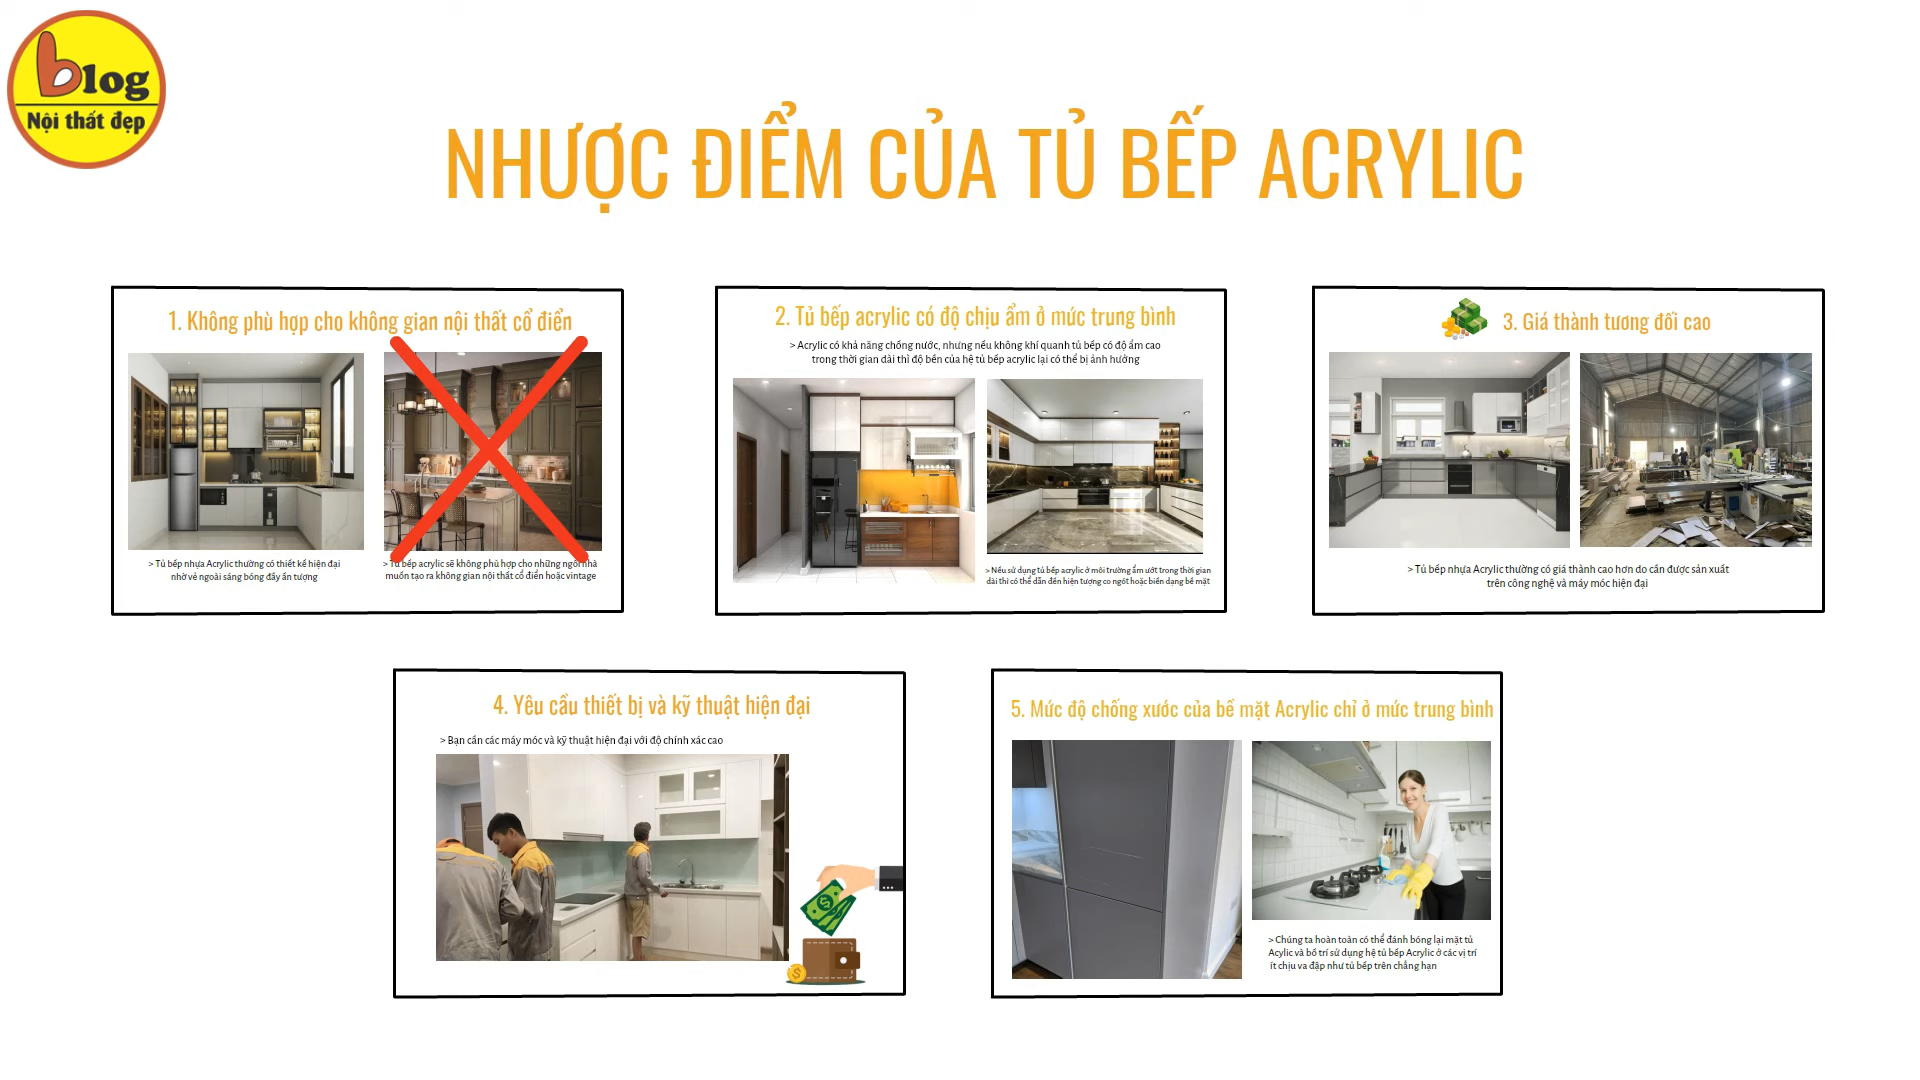 blog
Nội thất đẹp
NHƯỢC ĐIỂM CỦA TỦ BẾP ACRYLIC
1. Không phù hợp cho không gian nội thất cổ điển
> Tủ bếp nhựa Acrylic thường có thiết kế hiện đại
nhờ vẻ ngoài sáng bóng đầy ấn tượng
> Tủ bếp acrylic sẽ không phù hợp cho những ngôi nhà
muốn tạo ra không gian nội thất cổ điển hoặc vintage
2. Tủ bếp acrylic có độ chịu ẩm ở mức trung bình
> Acrylic có khả năng chống nước, nhưng nếu không khí quanh tủ bếp có độ ẩm cao
trong thời gian dài thì độ bền của hệ tủ bếp acrylic lại có thể bị ảnh hưởng
> Nếu sử dụng tủ bếp acrylic ở môi trường ẩm ướt trong thời gian
dài thì có thể dẫn đến hiện tượng co ngót hoặc biến dạng bề mặt
3. Giá thành tương đối cao
> Tủ bếp nhựa Acrylic thường có giá thành cao hơn do cần được sản xuất
trên công nghệ và máy móc hiện đại
4. Yêu cầu thiết bị và kỹ thuật hiện đại
> Bạn cần các máy móc và kỹ thuật hiện đại với độ chính xác cao
5. Mức độ chống xước của bề mặt Acrylic chỉ ở mức trung bình
> Chúng ta hoàn toàn có thể đánh bóng lại mặt tủ
Acylic và bố trí sử dụng hệ tủ bếp Acrylic ở các vị trí
ít chịu va đập như tủ bếp trên chẳng hạn